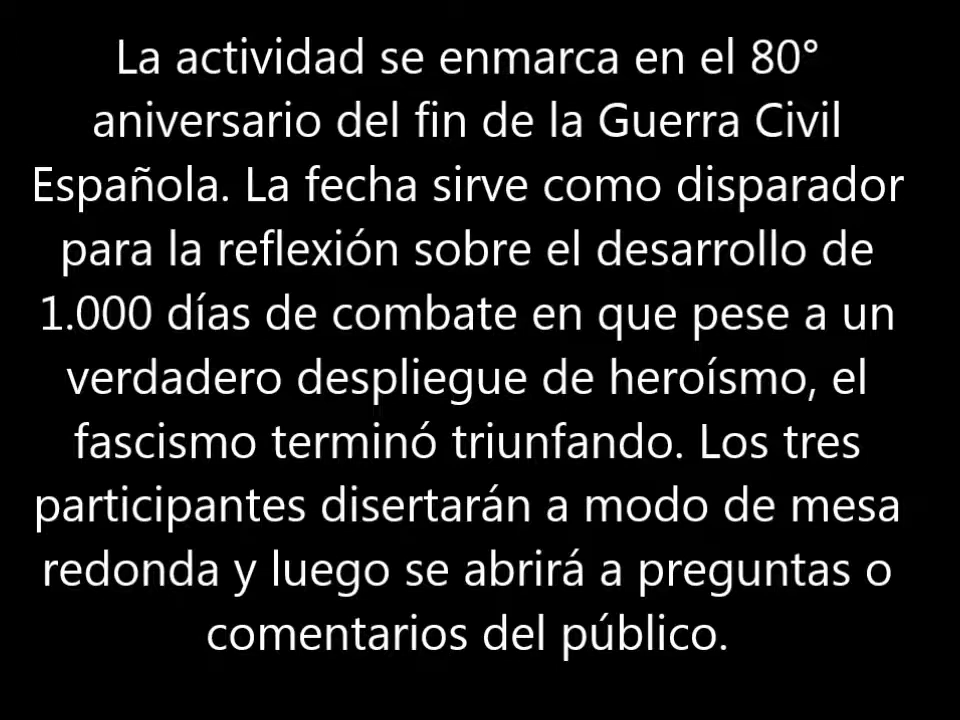 La actividad se enmarca en el 80°
aniversario del fin de la Guerra Civil
Española. La fecha sirve como disparador
para la reflexión sobre el desarrollo de
1.000 días de combate en que pese a un
verdadero despliegue de heroísmo, el
fascismo terminó triunfando. Los tres
participantes disertarán a modo de mesa
redonda y luego se abrirá a preguntas o
comentarios del público.